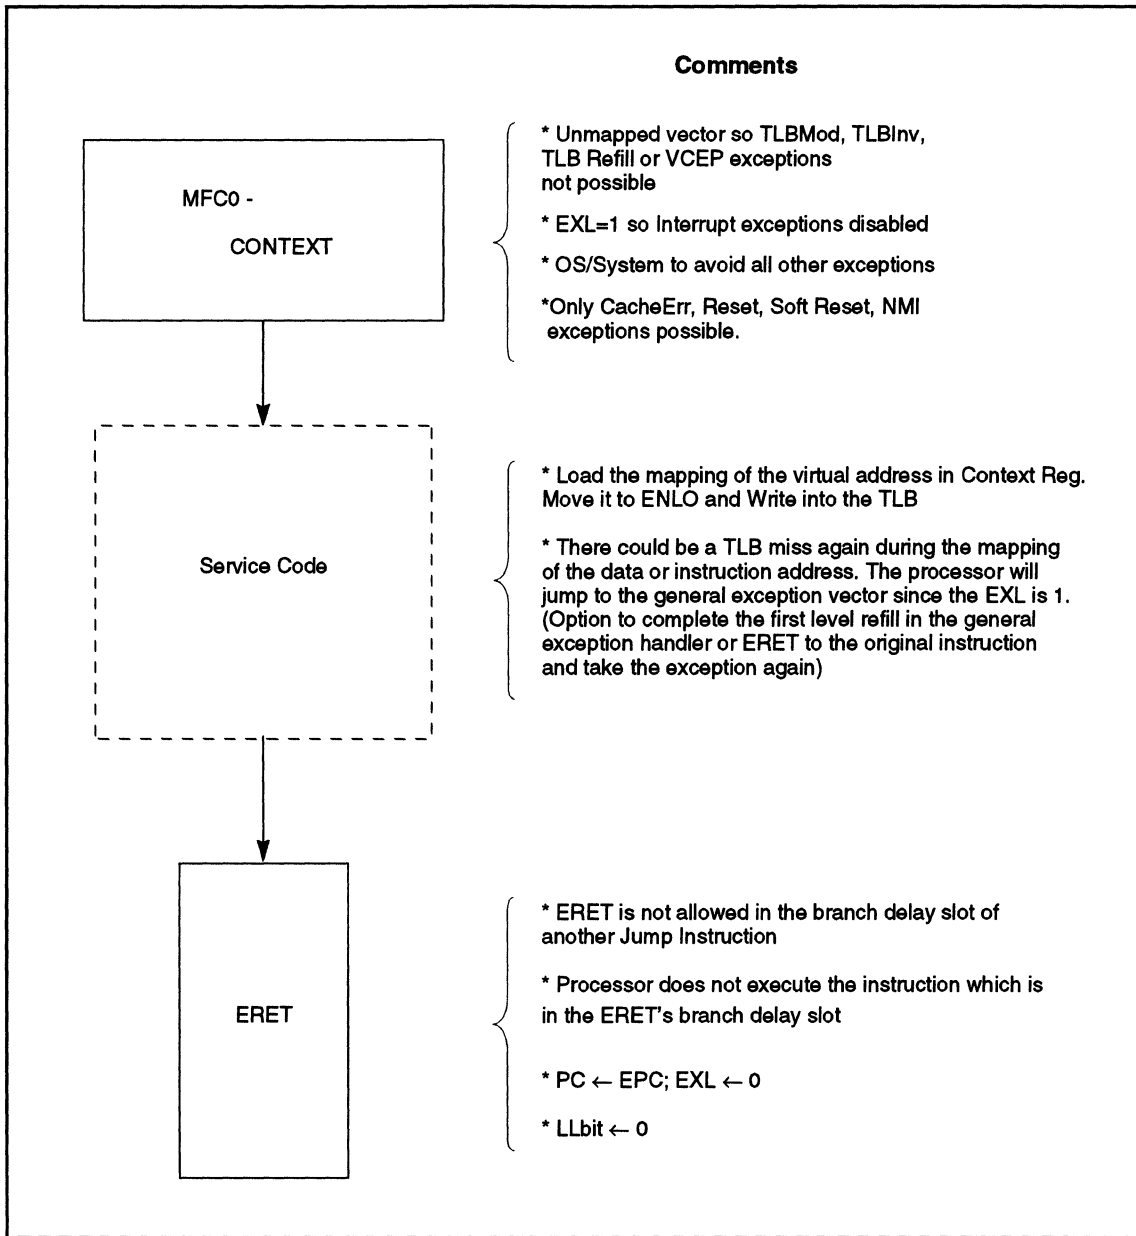 Comments
MFC0 -
CONTEXT
* Unmapped vector so TLBMod, TLBInv,
TLB Refill or VCEP exceptions
not possible
* EXL=1 so Interrupt exceptions disabled
* OS/System to avoid all other exceptions
*Only CacheErr, Reset, Soft Reset, NMI
exceptions possible.
Service Code
* Load the mapping of the virtual address in Context Reg.
Move it to ENLO and Write into the TLB
* There could be a TLB miss again during the mapping
of the data or instruction address. The processor will
jump to the general exception vector since the EXL is 1.
(Option to complete the first level refill in the general
exception handler or ERET to the original instruction
and take the exception again)
ERET
* ERET is not allowed in the branch delay slot of
another Jump Instruction
* Processor does not execute the instruction which is
in the ERET's branch delay slot
* PC ← EPC; EXL ← 0
* LLbit ← 0